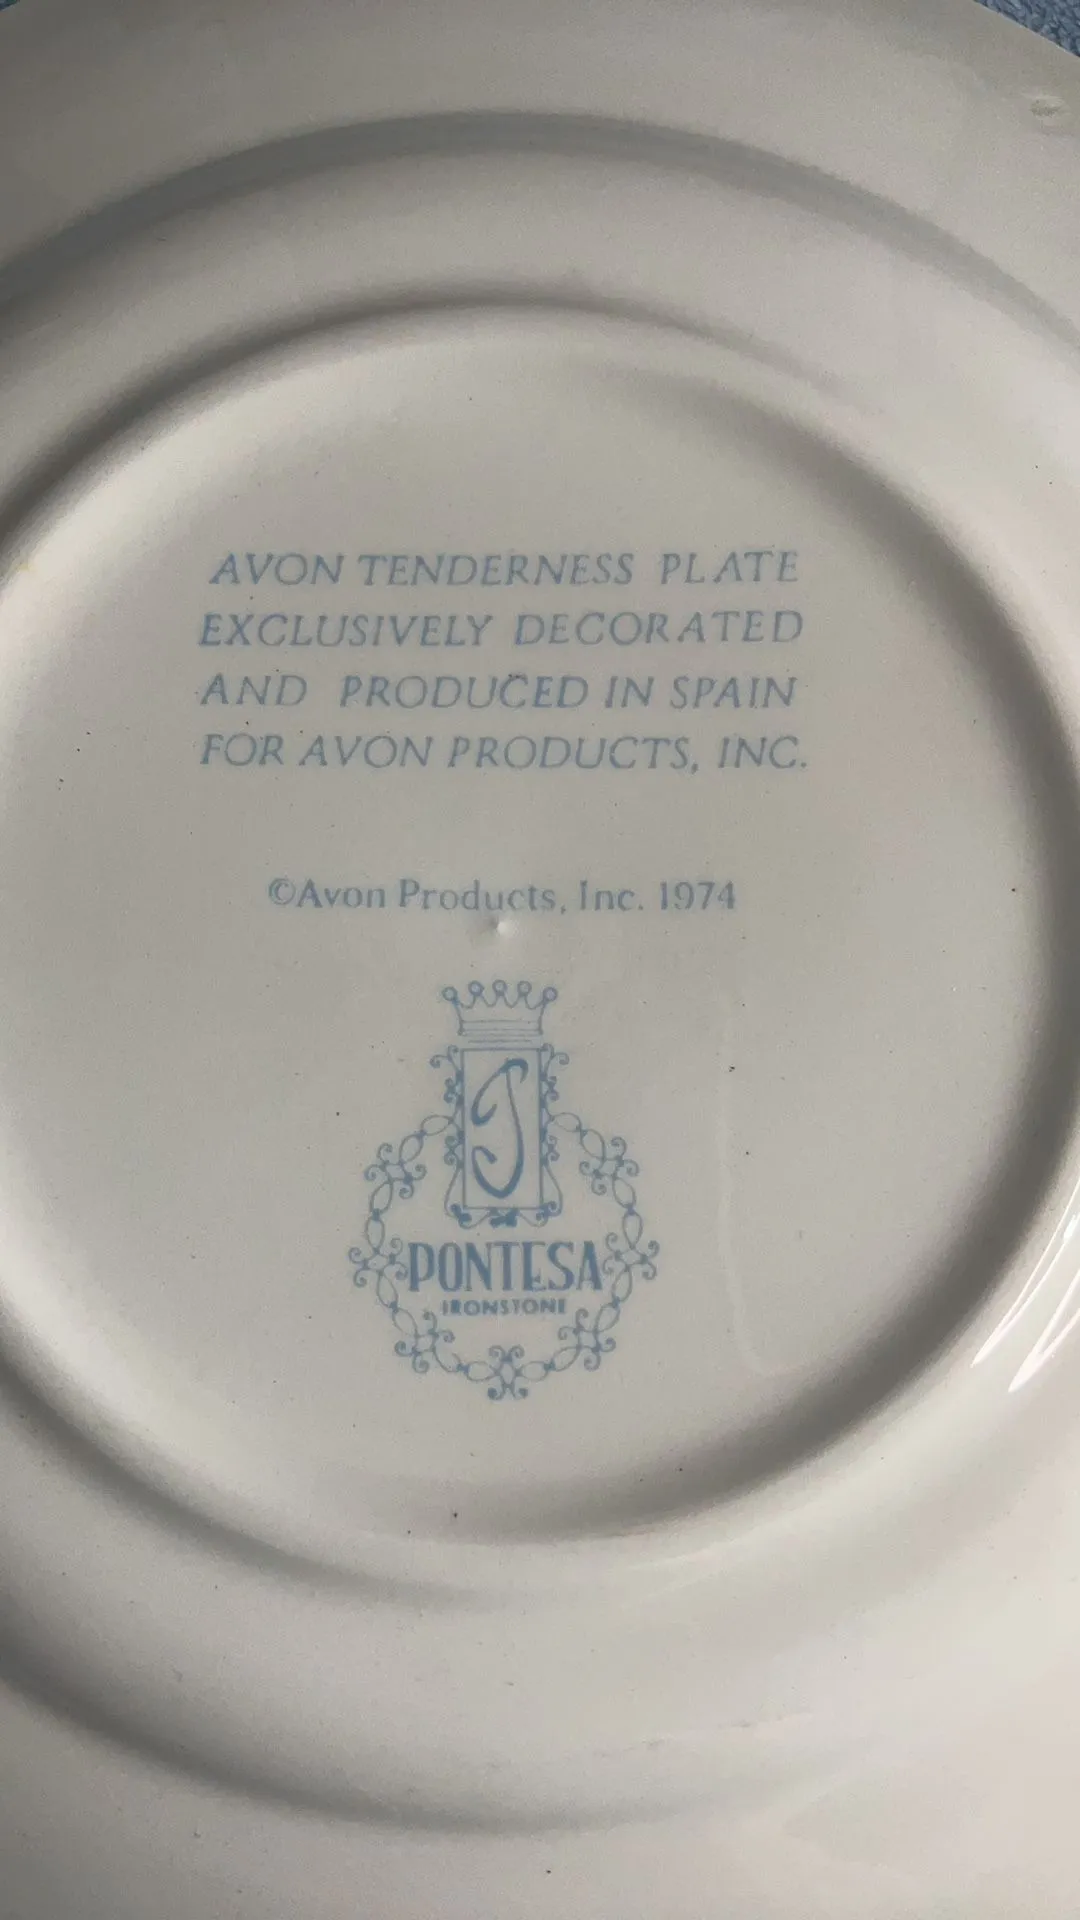 AVON TENDERNESS PLATE
EXCLUSIVELY DECORATED
AND PRODUCED IN SPAIN
FOR AVON PRODUCTS, INC.
©Avon Products, Inc. 1974
P
PONTESA
IRONSTONE